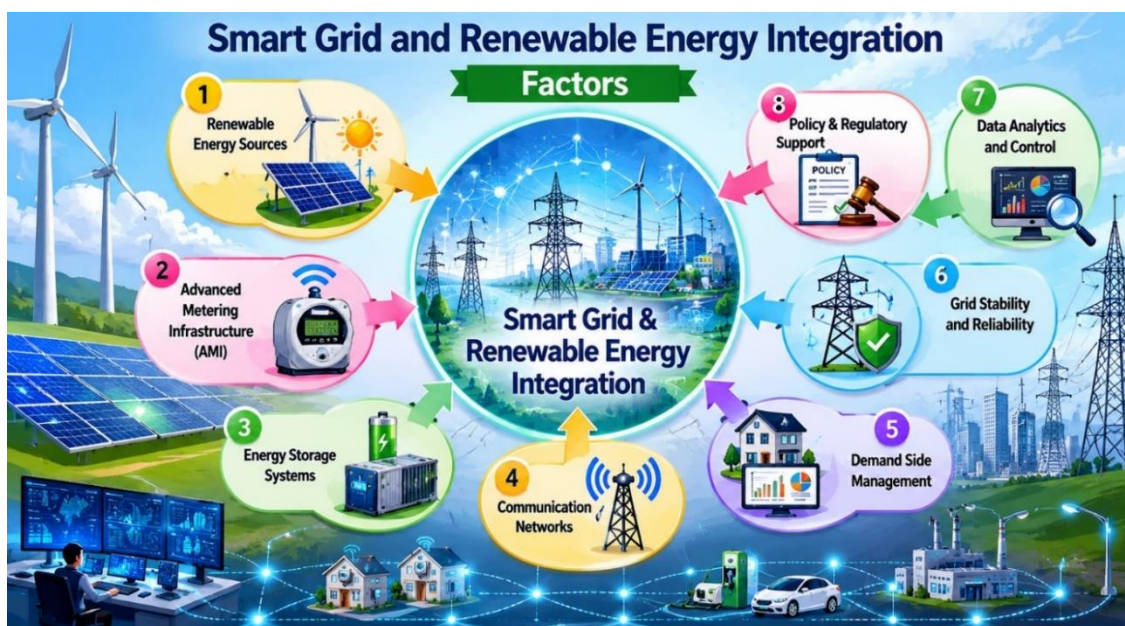 Smart Grid and Renewable Energy Integration
Factors
1
Renewable
Energy Sources
2
Advanced
Metering
Infrastructure
(AMI)
3
Energy Storage
Systems
4
Communication
Networks
5
Demand Side
Management
6
Grid Stability
and Reliability
7
Data Analytics
and Control
8
Policy & Regulatory
Support
POLICY
Smart Grid &
Renewable Energy
Integration